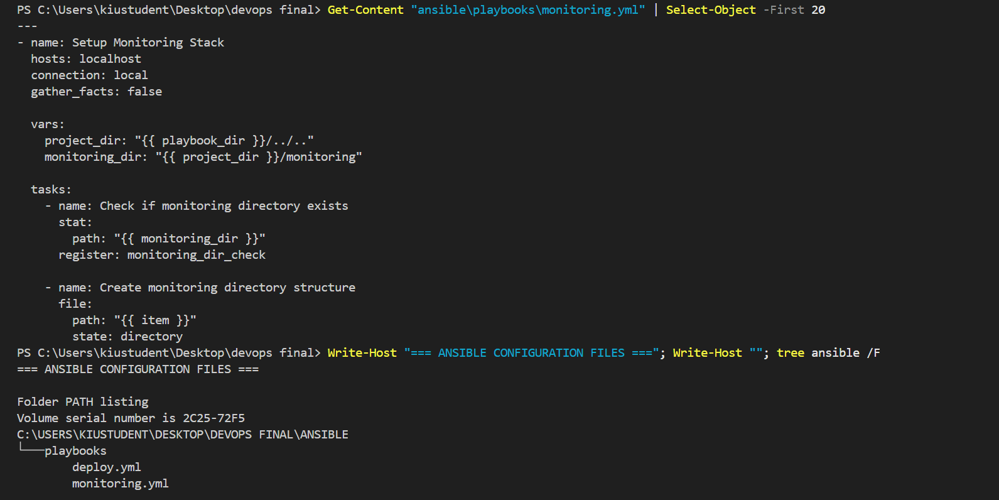 PS C:\Users\kiustudent\Desktop\devops final> Get-Content "ansible\playbooks\monitoring.yml" | Select-Object -First 20
---
- name: Setup Monitoring Stack
  hosts: localhost
  connection: local
  gather_facts: false

  vars:
    project_dir: "{{ playbook_dir }}/../.."
    monitoring_dir: "{{ project_dir }}/monitoring"

  tasks:
    - name: Check if monitoring directory exists
      stat:
        path: "{{ monitoring_dir }}"
      register: monitoring_dir_check

    - name: Create monitoring directory structure
      file:
        path: "{{ item }}"
        state: directory
PS C:\Users\kiustudent\Desktop\devops final> Write-Host "=== ANSIBLE CONFIGURATION FILES ==="; Write-Host ""; tree ansible /F
=== ANSIBLE CONFIGURATION FILES ===

Folder PATH listing
Volume serial number is 2C25-72F5
C:\USERS\KIUSTUDENT\DESKTOP\DEVOPS FINAL\ANSIBLE
└───playbooks
        deploy.yml
        monitoring.yml